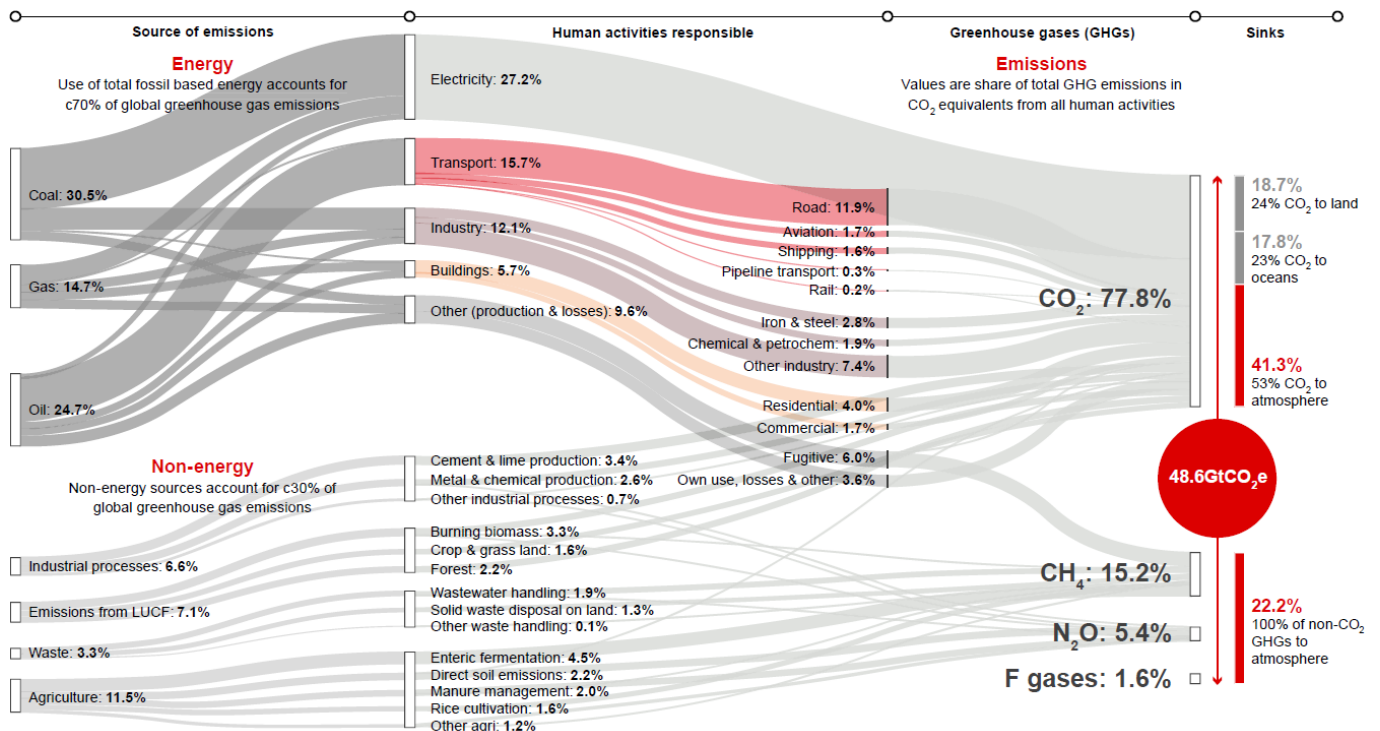 Source of emissions
Human activities responsible
Greenhouse gases (GHGs)
Sinks
Energy
Use of total fossil based energy accounts for
c70% of global greenhouse gas emissions
Emissions
Values are share of total GHG emissions in
CO₂ equivalents from all human activities
Coal: 30.5%
Gas: 14.7%
Oil: 24.7%
Non-energy
Non-energy sources account for c30% of
global greenhouse gas emissions
Industrial processes: 6.6%
Emissions from LUCF: 7.1%
Waste: 3.3%
Agriculture: 11.5%
Electricity: 27.2%
Transport: 15.7%
Industry: 12.1%
Buildings: 5.7%
Other (production & losses): 9.6%
Cement & lime production: 3.4%
Metal & chemical production: 2.6%
Other industrial processes: 0.7%
Burning biomass: 3.3%
Crop & grass land: 1.6%
Forest: 2.2%
Wastewater handling: 1.9%
Solid waste disposal on land: 1.3%
Other waste handling: 0.1%
Enteric fermentation: 4.5%
Direct soil emissions: 2.2%
Manure management: 2.0%
Rice cultivation: 1.6%
Other agri: 1.2%
Road: 11.9%
Aviation: 1.7%
Shipping: 1.6%
Pipeline transport: 0.3%
Rail: 0.2%
Iron & steel: 2.8%
Chemical & petrochem: 1.9%
Other industry: 7.4%
Residential: 4.0%
Commercial: 1.7%
Fugitive: 6.0%
Own use, losses & other: 3.6%
CO₂: 77.8%
CH₄: 15.2%
N₂O: 5.4%
F gases: 1.6%
48.6GtCO₂e
18.7%
24% CO₂ to land
17.8%
23% CO₂ to
oceans
41.3%
53% CO₂ to
atmosphere
22.2%
100% of non-CO₂
GHGs to
atmosphere